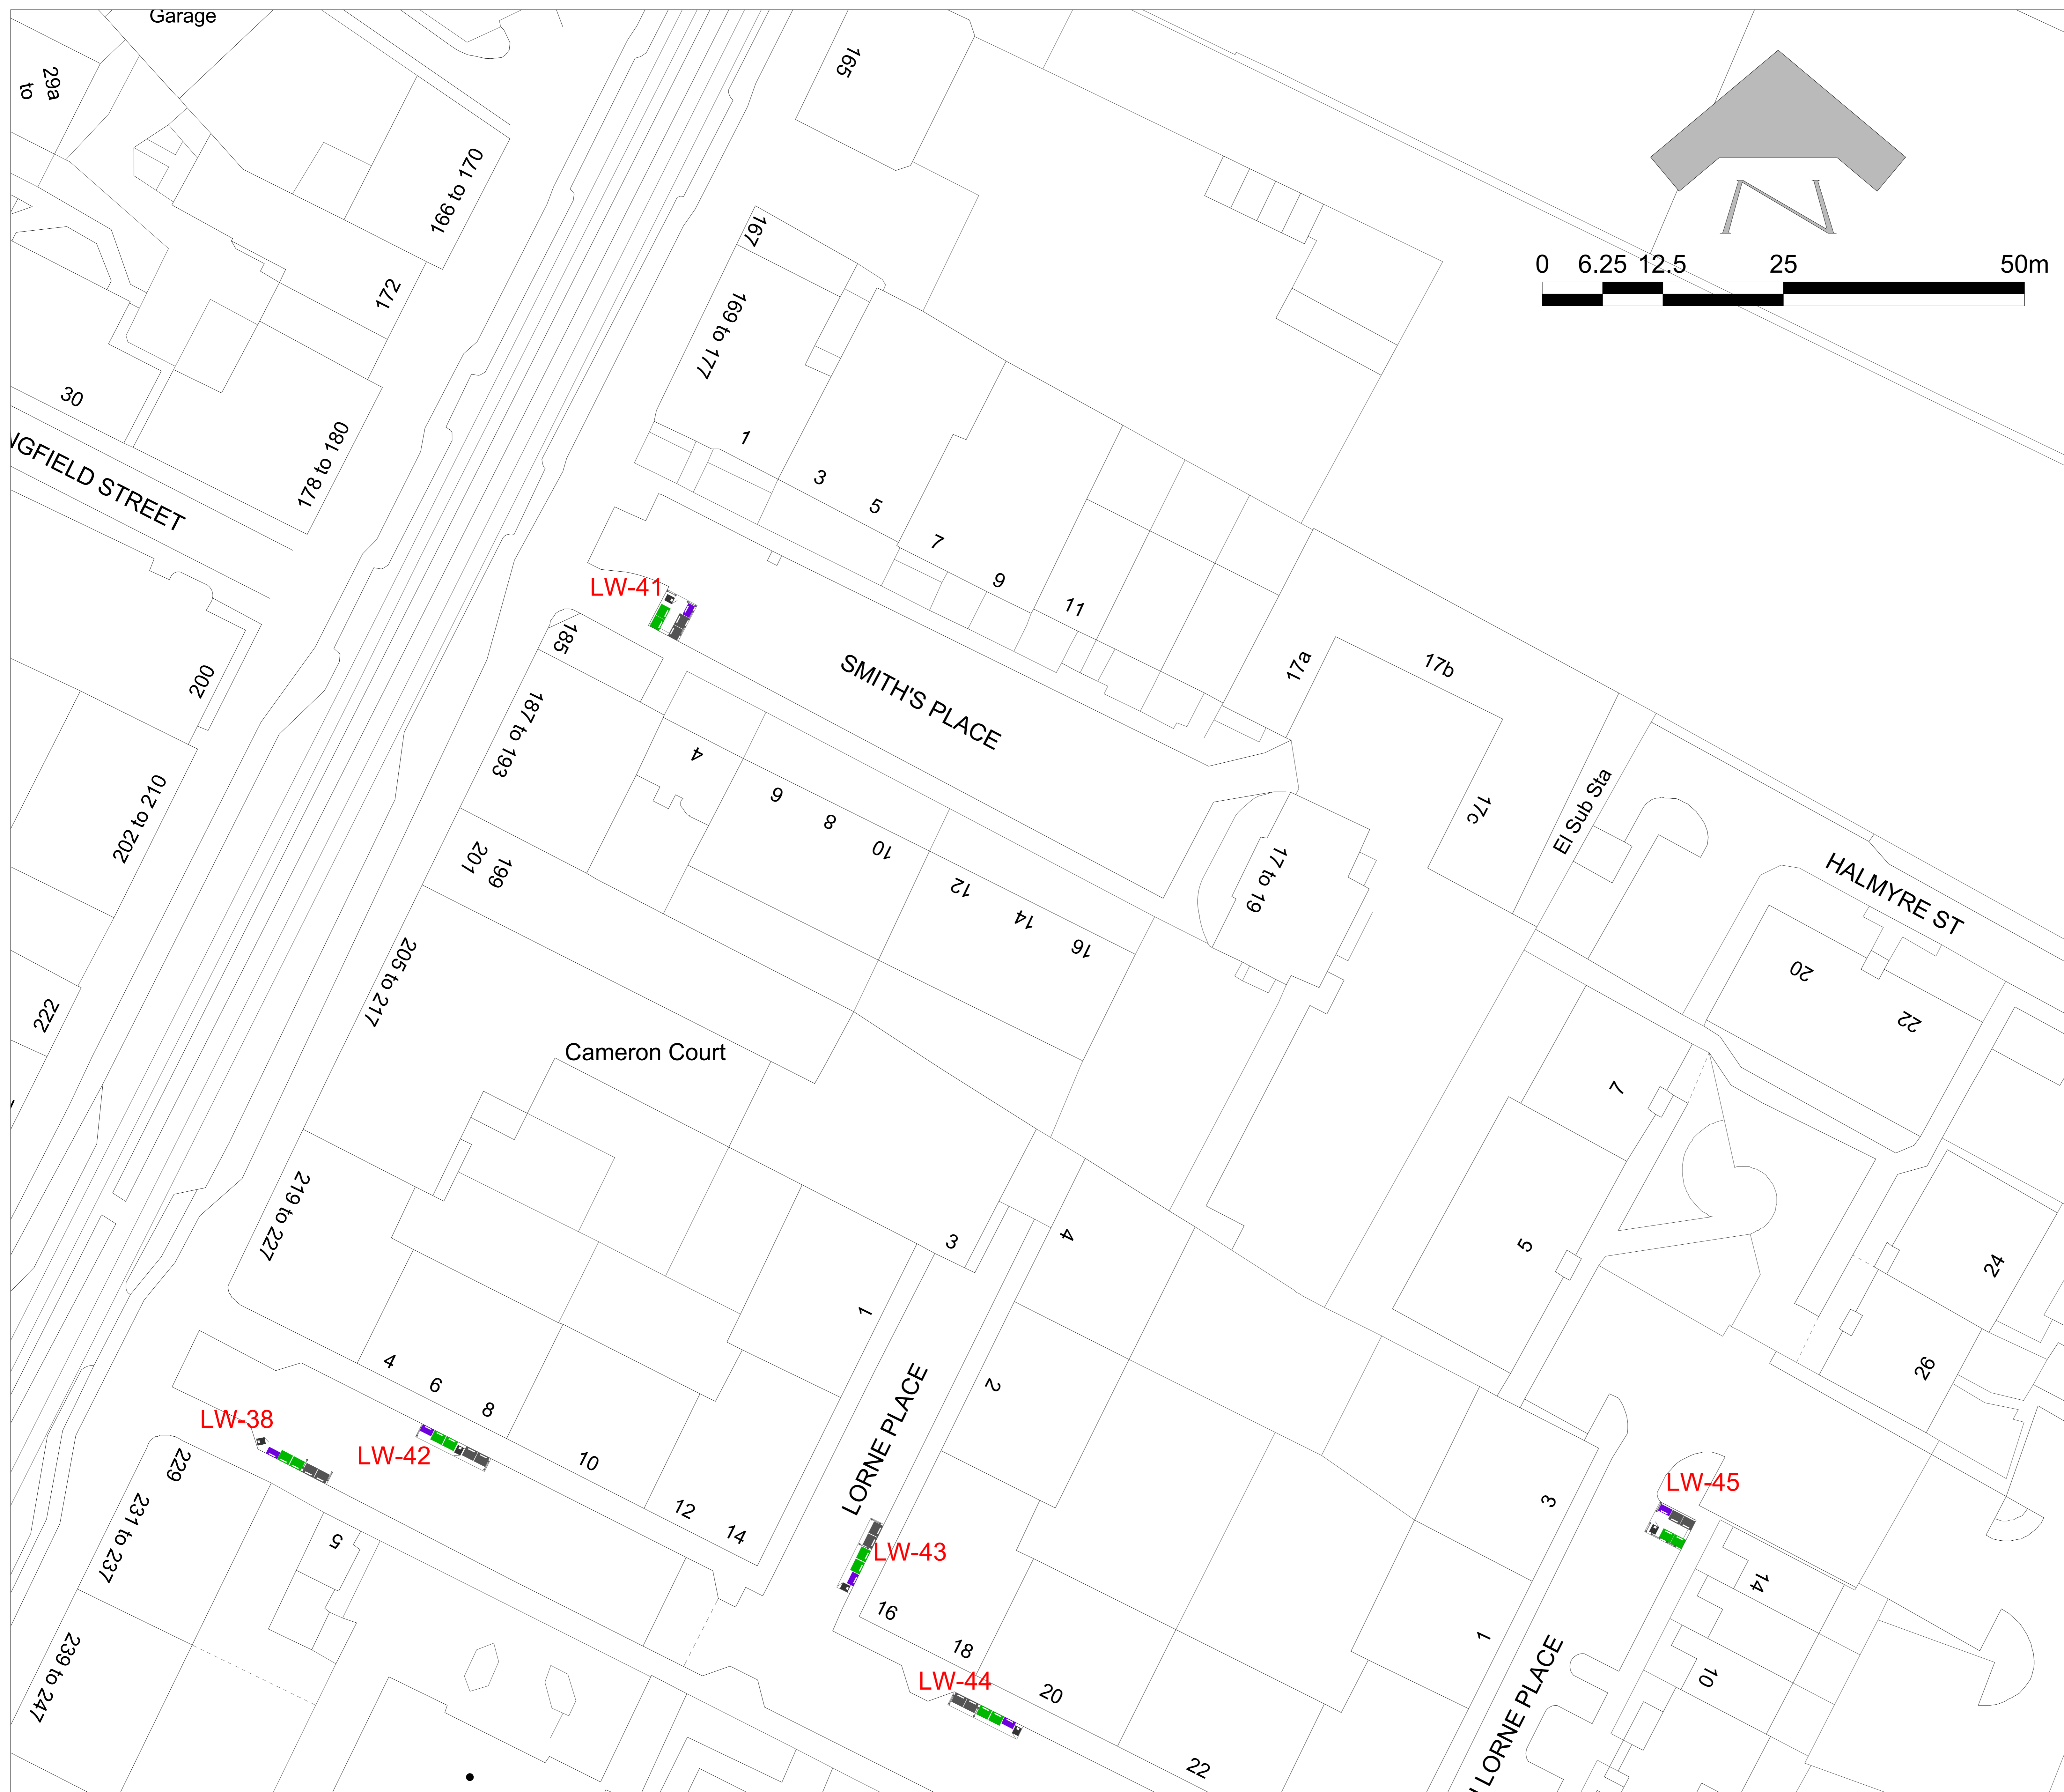 Garage
29a
to
165
166 to 170
167
172
169 to 177
0 6.25 12.5 25 50m
30
178 to 180
NGFIELD STREET
1
3
5
7
9
11
LW-41
185
SMITH'S PLACE
17a
17b
17c
El Sub Sta
200
187 to 193
4
6
8
10
12
14
16
17 to 19
HALMYRE ST
20
22
202 to 210
201
199
205 to 217
222
Cameron Court
7
5
24
26
219 to 227
3
4
1
2
4
6
8
10
12
14
LORNE PLACE
LW-38
LW-42
LW-43
LW-44
LW-45
229
231 to 237
5
239 to 247
16
18
20
22
3
1
14
10
LORNE PLACE